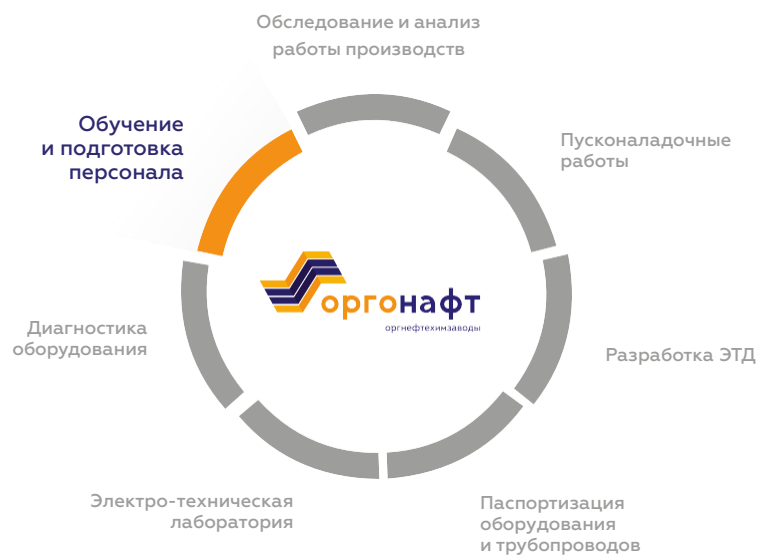 Обследование и анализ
работы производств
Обучение
и подготовка
персонала
Пусконаладочные
работы
оргонафт
оргнефтехимзаводы
Диагностика
оборудования
Разработка ЭТД
Электро-техническая
лаборатория
Паспортизация
оборудования
и трубопроводов